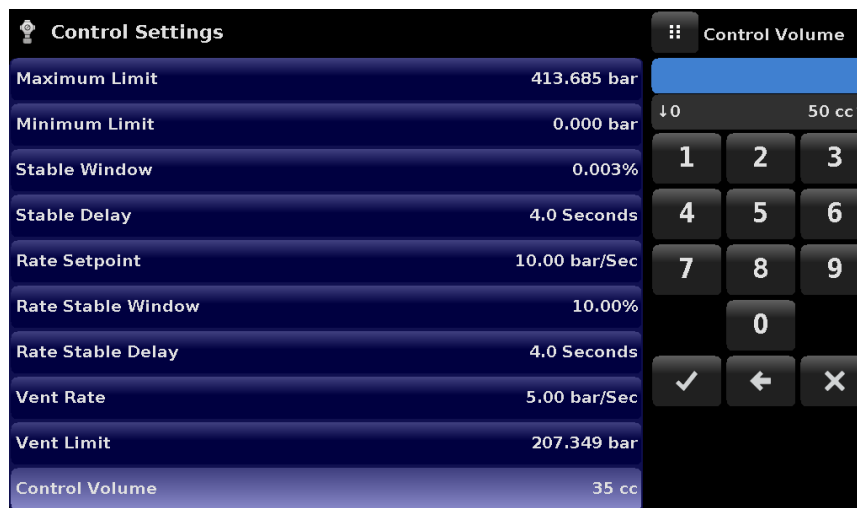 Control Settings
Maximum Limit 413.685 bar
Minimum Limit 0.000 bar
Stable Window 0.003%
Stable Delay 4.0 Seconds
Rate Setpoint 10.00 bar/Sec
Rate Stable Window 10.00%
Rate Stable Delay 4.0 Seconds
Vent Rate 5.00 bar/Sec
Vent Limit 207.349 bar
Control Volume 35 cc
Control Volume
↓0 50 cc
1 2 3
4 5 6
7 8 9
0